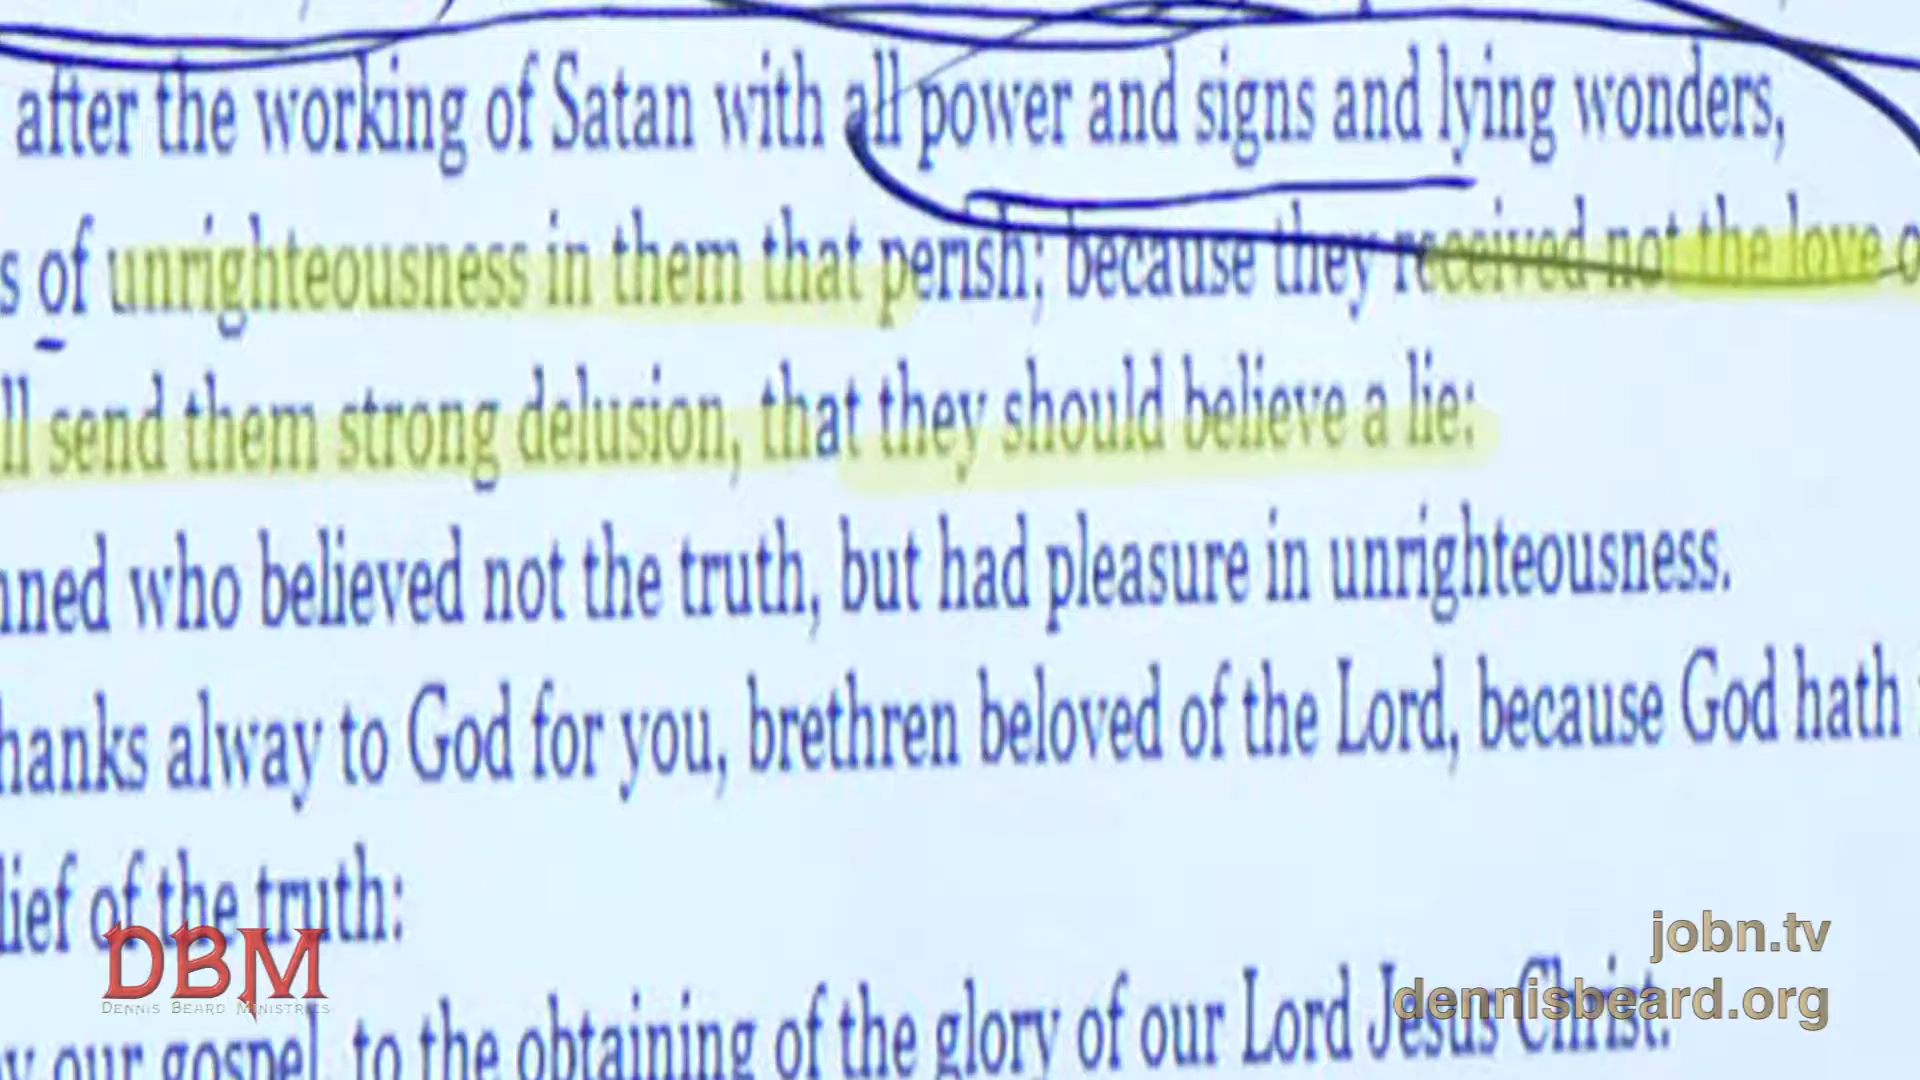 after the working of Satan with all power and signs and lying wonders,
s of unrighteousness in them that perish; because they received not the love o
ll send them strong delusion, that they should believe a lie:
nned who believed not the truth, but had pleasure in unrighteousness.
hanks alway to God for you, brethren beloved of the Lord, because God hath
lief of the truth:
y our gospel, to the obtaining of the glory of our Lord Jesus Christ.
DBM
DENNIS BEARD MINISTRIES
jobn.tv
dennisbeard.org